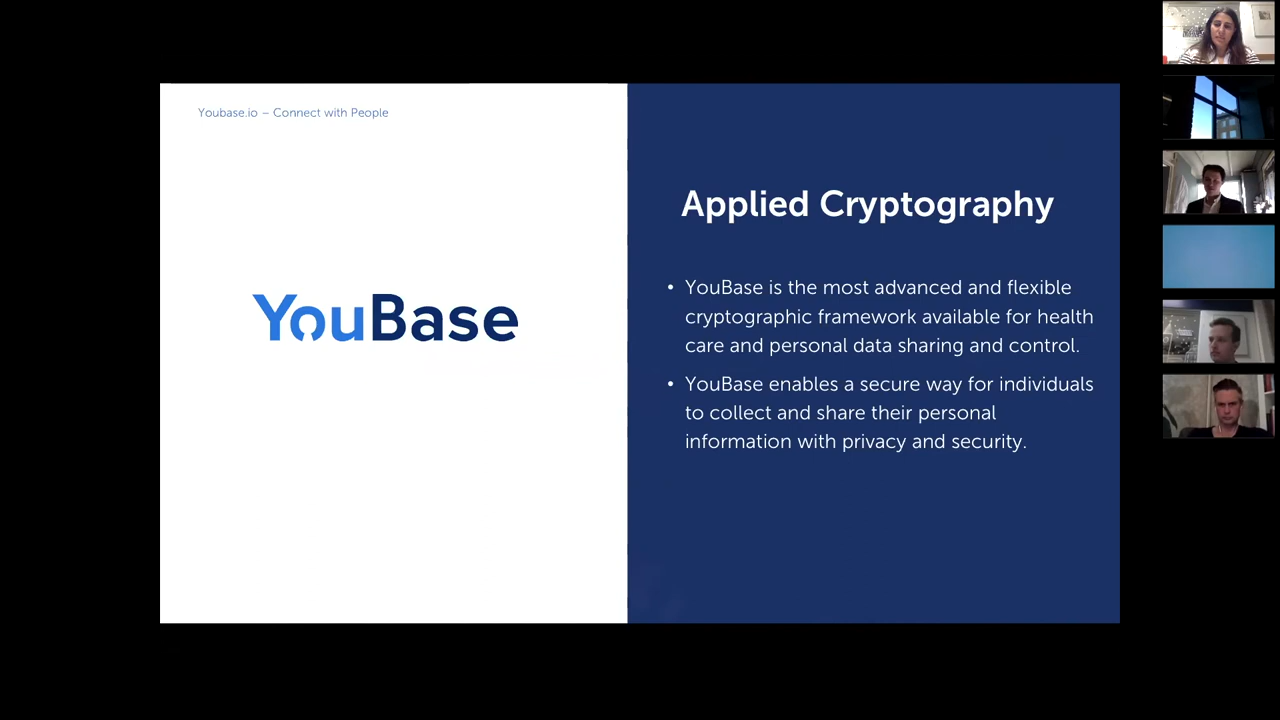 Youbase.io – Connect with People
YouBase
Applied Cryptography
• YouBase is the most advanced and flexible
cryptographic framework available for health
care and personal data sharing and control.
• YouBase enables a secure way for individuals
to collect and share their personal
information with privacy and security.